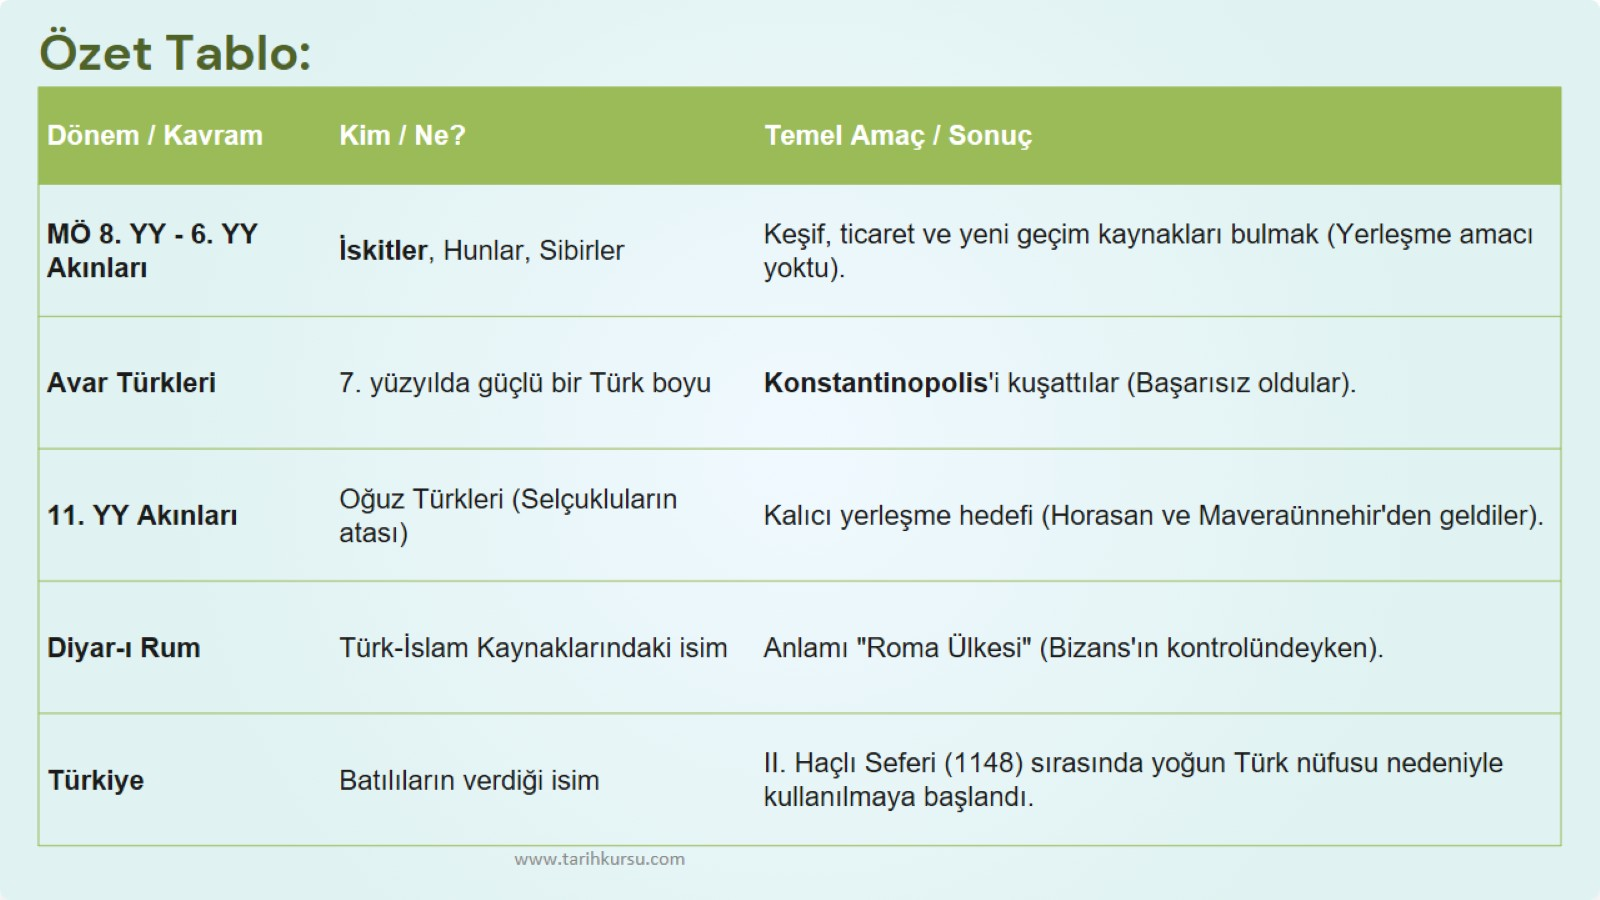 Özet Tablo:
Dönem / Kavram
Kim / Ne?
Temel Amaç / Sonuç
MÖ 8. YY - 6. YY
Akınları
İskitler, Hunlar, Sibirler
Keşif, ticaret ve yeni geçim kaynakları bulmak (Yerleşme amacı
yoktu).
Avar Türkleri
7. yüzyılda güçlü bir Türk boyu
Konstantinopolis'i kuşattılar (Başarısız oldular).
11. YY Akınları
Oğuz Türkleri (Selçukluların
atası)
Kalıcı yerleşme hedefi (Horasan ve Maveraünnehir'den geldiler).
Diyar-ı Rum
Türk-İslam Kaynaklarındaki isim
Anlamı "Roma Ülkesi" (Bizans'ın kontrolündeyken).
Türkiye
Batılıların verdiği isim
II. Haçlı Seferi (1148) sırasında yoğun Türk nüfusu nedeniyle
kullanılmaya başlandı.
www.tarihkursu.com